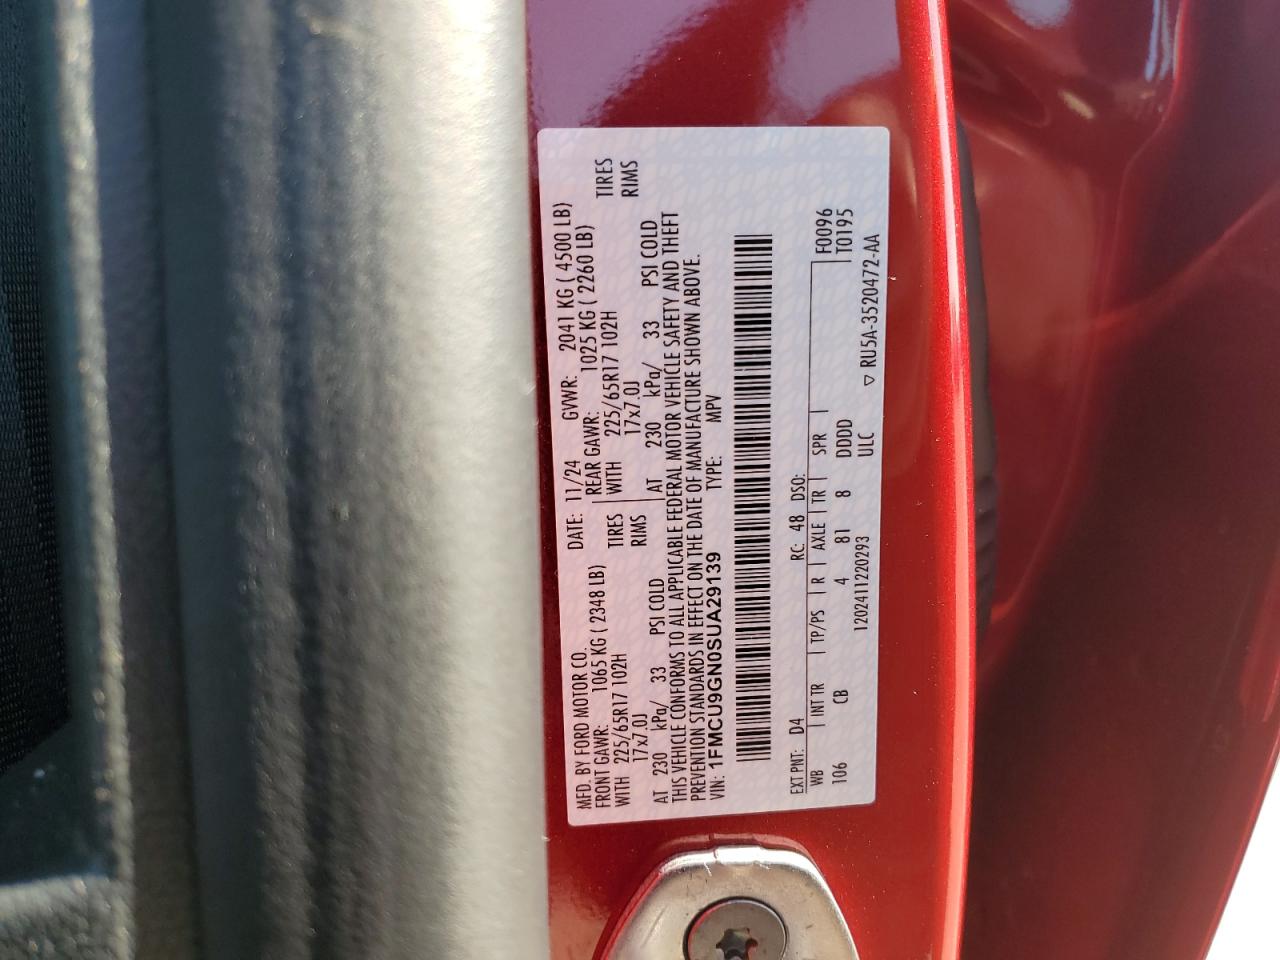 MFD. BY FORD MOTOR CO. DATE: 11/24 GVWR: 2041 KG ( 4500 LB)
FRONT GAWR: 1065 KG ( 2348 LB) REAR GAWR: 1025 KG ( 2260 LB)
WITH 225/65R17 102H TIRES WITH 225/65R17 102H TIRES
17x7.0J RIMS 17x7.0J RIMS
AT 230 kPa/ 33 PSI COLD AT 230 kPa/ 33 PSI COLD
THIS VEHICLE CONFORMS TO ALL APPLICABLE FEDERAL MOTOR VEHICLE SAFETY AND THEFT
PREVENTION STANDARDS IN EFFECT ON THE DATE OF MANUFACTURE SHOWN ABOVE.
VIN: 1FMCU9GN0SUA29139 TYPE: MPV
EXT PNT: D4 RC: 48 DSO:
WB INT TR TP/PS R AXLE TR SPR F0096
106 CB 4 81 8 DDDD T0195
120241122 0293 ULC ▽ RU5A-3520472-AA